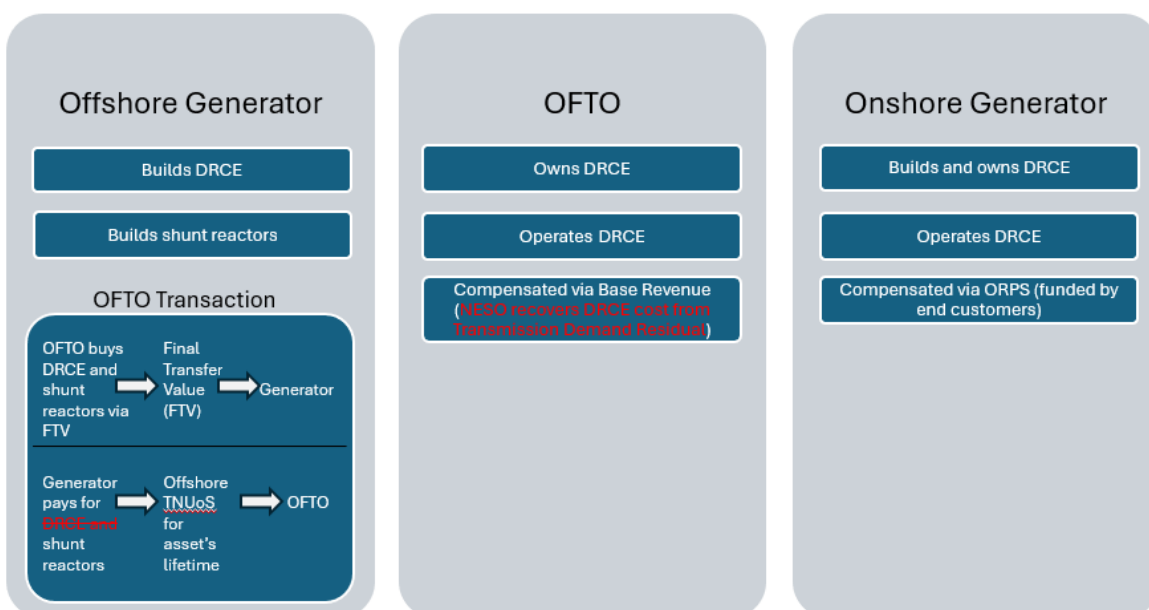 Offshore Generator
Builds DRCE
Builds shunt reactors
OFTO Transaction
OFTO buys
DRCE and
shunt
reactors via
FTV
Final
Transfer
Value
(FTV)
Generator
Generator
pays for
DRCE and
shunt
reactors
Offshore
TNUoS
for
asset's
lifetime
OFTO
OFTO
Owns DRCE
Operates DRCE
Compensated via Base Revenue
(NESO recovers DRCE cost from
Transmission Demand Residual)
Onshore Generator
Builds and owns DRCE
Operates DRCE
Compensated via ORPS (funded by
end customers)